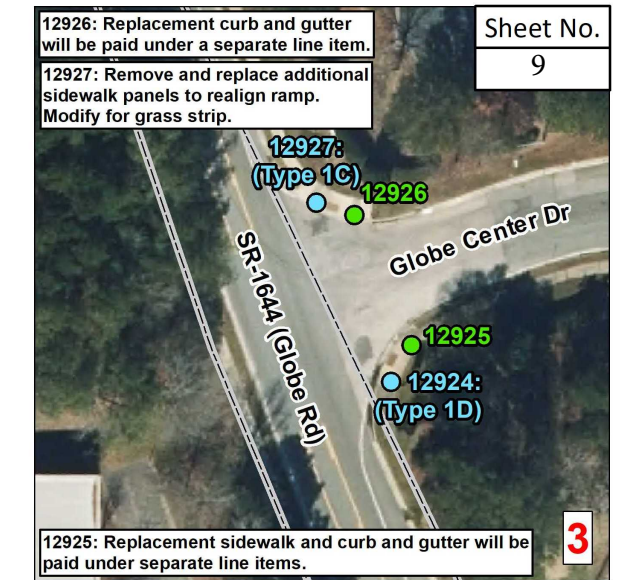 12926: Replacement curb and gutter
will be paid under a separate line item.
Sheet No.
9
12927: Remove and replace additional
sidewalk panels to realign ramp.
Modify for grass strip.
12927:
(Type 1C)
12926
Globe Center Dr
SR-1644 (Globe Rd)
12925
12924:
(Type 1D)
12925: Replacement sidewalk and curb and gutter will be
paid under separate line items.
3